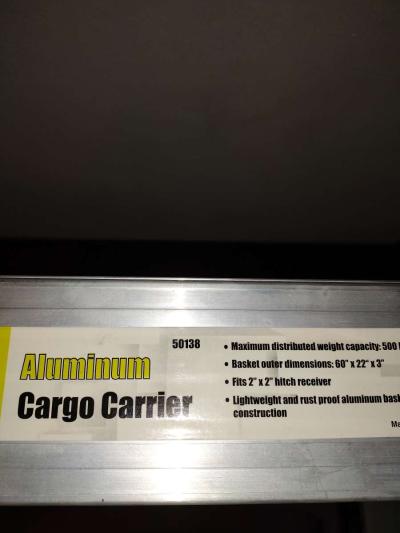 50138
Aluminum
Cargo Carrier
• Maximum distributed weight capacity: 500
• Basket outer dimensions: 60" x 22" x 3"
• Fits 2" x 2" hitch receiver
• Lightweight and rust proof aluminum
construction